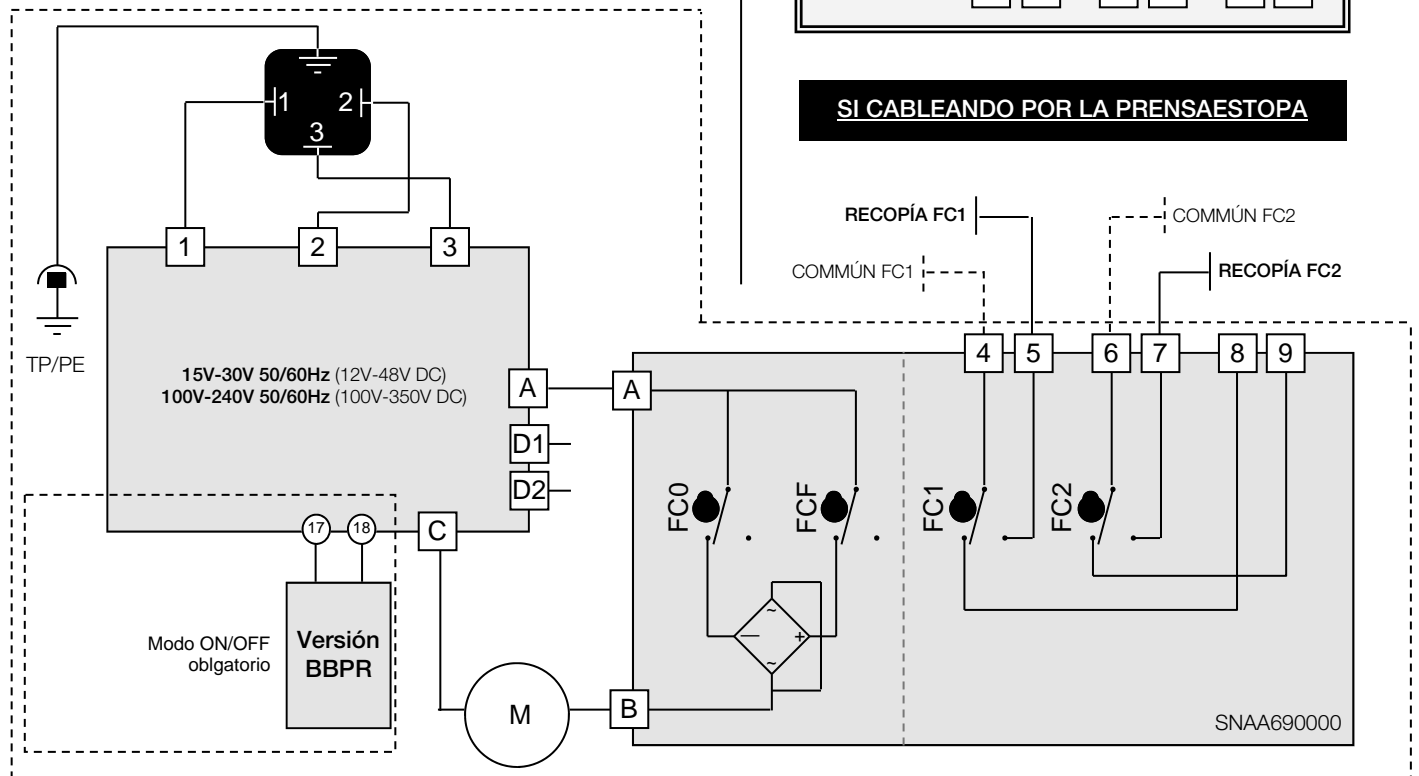 SI CABLEANDO POR LA PRENSAESTOPA
1
2
3
RECOPÍA FC1
COMMÚN FC2
COMMÚN FC1
RECOPÍA FC2
1
2
3
4
5
6
7
8
9
TP/PE
15V-30V 50/60Hz (12V-48V DC)
100V-240V 50/60Hz (100V-350V DC)
A
A
D1
D2
FC0
FCF
FC1
FC2
17
18
C
~
—
+
~
Modo ON/OFF
oblgatorio
Versión
BBPR
M
B
SNAA690000